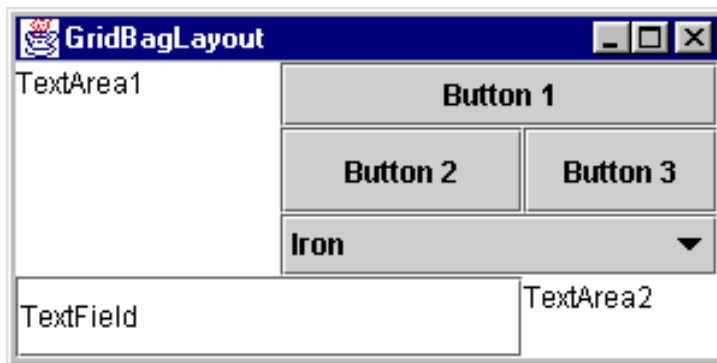 GridBagLayout
TextArea1
Button 1
Button 2
Button 3
Iron
TextField
TextArea2